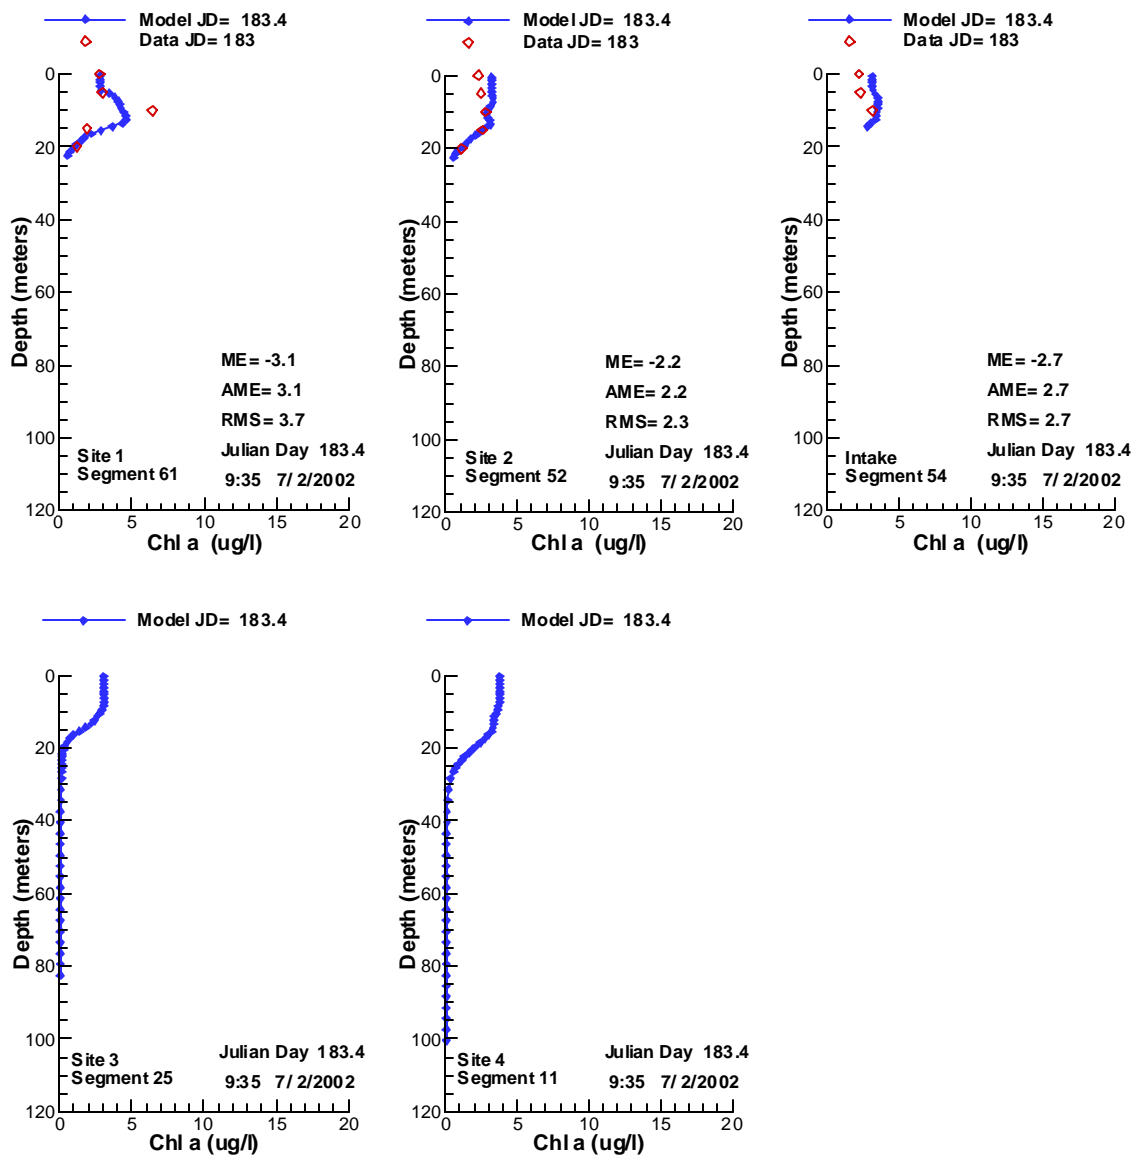 Model JD= 183.4
Data JD= 183
0
20
40
60
80
100
120
0 5 10 15 20
Depth (meters)
Chl a (ug/l)
ME= -3.1
AME= 3.1
RMS= 3.7
Julian Day 183.4
9:35 7/2/2002
Site 1
Segment 61
Model JD= 183.4
Data JD= 183
0
20
40
60
80
100
120
0 5 10 15 20
Depth (meters)
Chl a (ug/l)
ME= -2.2
AME= 2.2
RMS= 2.3
Julian Day 183.4
9:35 7/2/2002
Site 2
Segment 52
Model JD= 183.4
Data JD= 183
0
20
40
60
80
100
120
0 5 10 15 20
Depth (meters)
Chl a (ug/l)
ME= -2.7
AME= 2.7
RMS= 2.7
Julian Day 183.4
9:35 7/2/2002
Intake
Segment 54
Model JD= 183.4
0
20
40
60
80
100
120
0 5 10 15 20
Depth (meters)
Chl a (ug/l)
Julian Day 183.4
9:35 7/2/2002
Site 3
Segment 25
Model JD= 183.4
0
20
40
60
80
100
120
0 5 10 15 20
Depth (meters)
Chl a (ug/l)
Julian Day 183.4
9:35 7/2/2002
Site 4
Segment 11